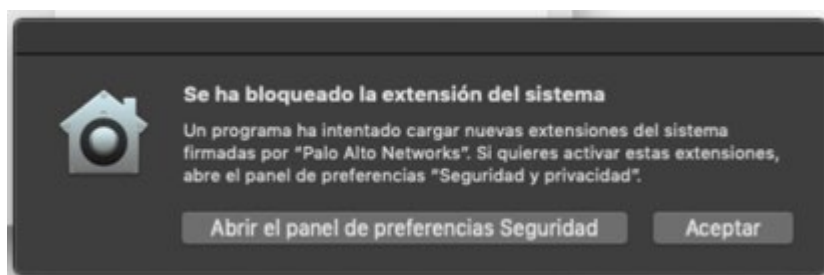 Se ha bloqueado la extensión del sistema
Un programa ha intentado cargar nuevas extensiones del sistema
firmadas por “Palo Alto Networks”. Si quieres activar estas extensiones,
abre el panel de preferencias “Seguridad y privacidad”.
Abrir el panel de preferencias Seguridad
Aceptar